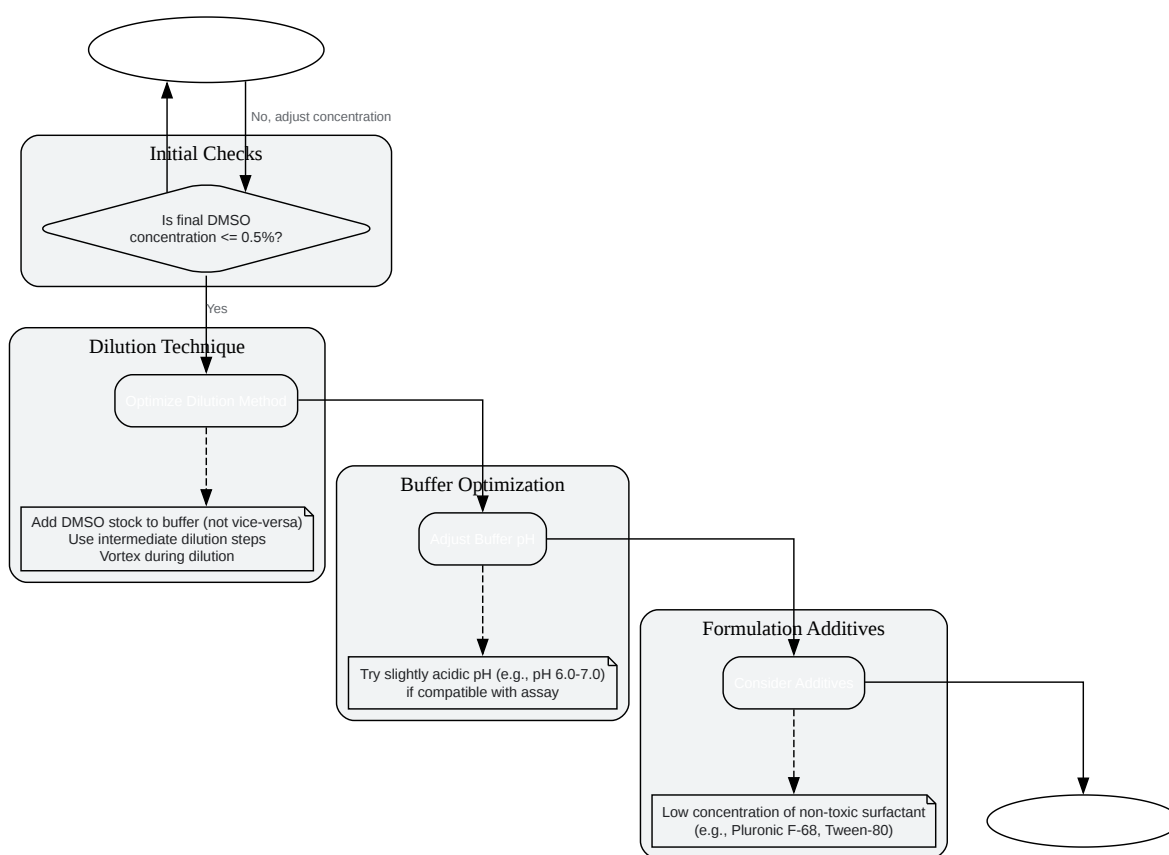 No, adjust concentration
Initial Checks
Is final DMSO
concentration <= 0.5%?
Yes
Dilution Technique
Optimize Dilution Method
Add DMSO stock to buffer (not vice-versa)
Use intermediate dilution steps
Vortex during dilution
Buffer Optimization
Adjust Buffer pH
Try slightly acidic pH (e.g., pH 6.0-7.0)
if compatible with assay
Formulation Additives
Consider Additives
Low concentration of non-toxic surfactant
(e.g., Pluronic F-68, Tween-80)